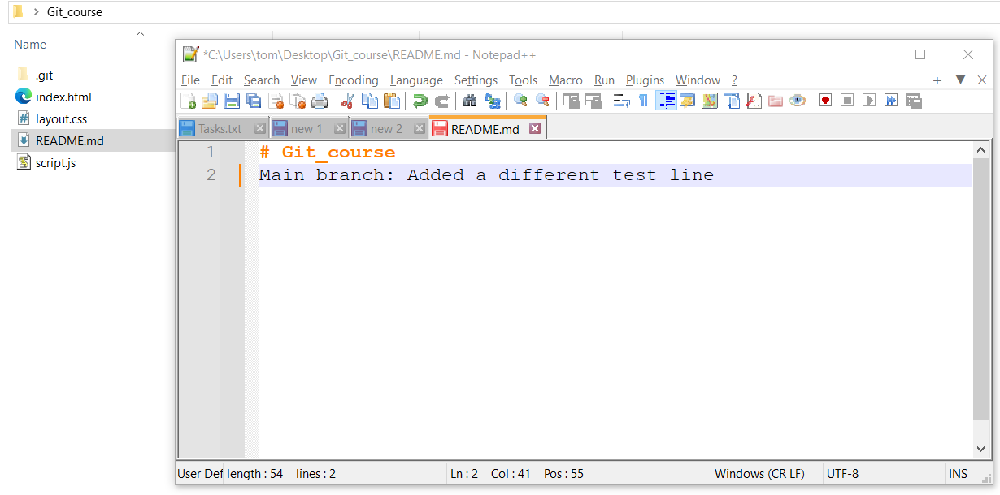 Git_course
Name
.git
index.html
layout.css
README.md
script.js
*C:\Users\tom\Desktop\Git_course\README.md - Notepad++
File Edit Search View Encoding Language Settings Tools Macro Run Plugins Window ?
Tasks.txt new 1 new 2 README.md
1 # Git_course
2 Main branch: Added a different test line
User Def length : 54 lines : 2 Ln : 2 Col : 41 Pos : 55 Windows (CR LF) UTF-8 INS